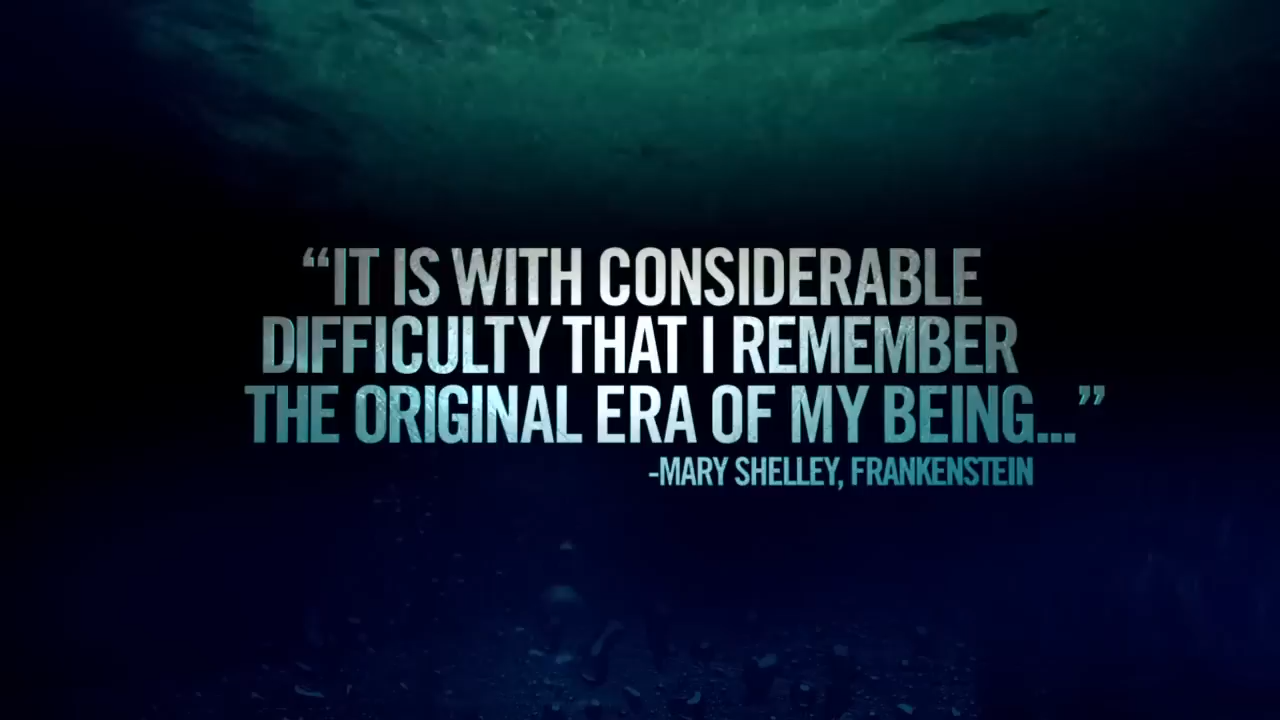 “IT IS WITH CONSIDERABLE
DIFFICULTY THAT I REMEMBER
THE ORIGINAL ERA OF MY BEING...”
-MARY SHELLEY, FRANKENSTEIN